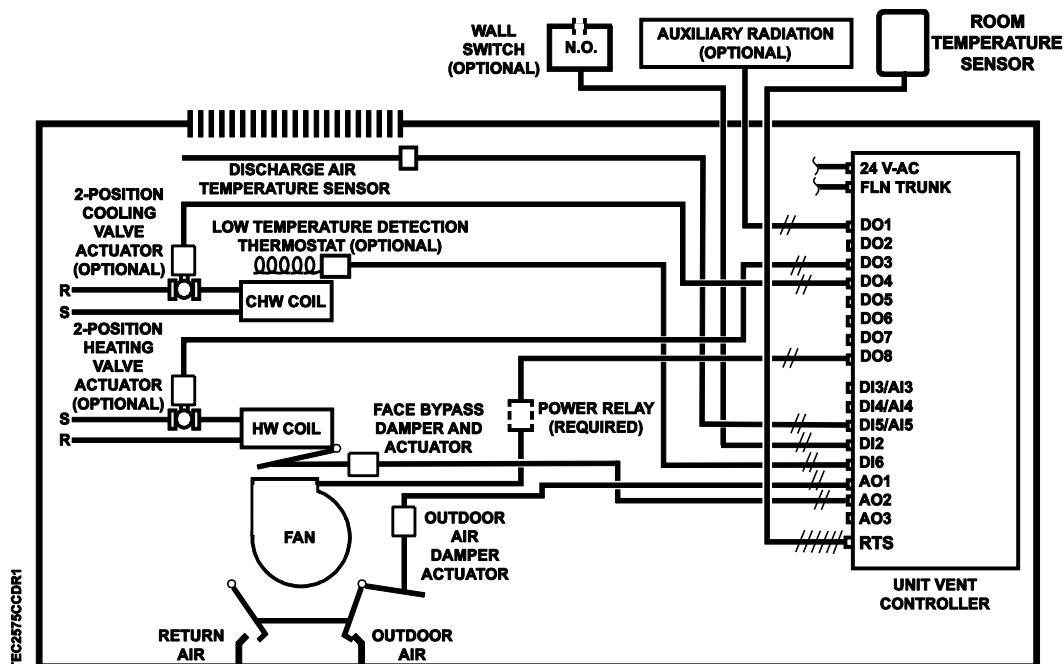 WALL
SWITCH
(OPTIONAL)
N.O.
AUXILIARY RADIATION
(OPTIONAL)
ROOM
TEMPERATURE
SENSOR
DISCHARGE AIR
TEMPERATURE SENSOR
2-POSITION
COOLING
VALVE
ACTUATOR
(OPTIONAL)
LOW TEMPERATURE DETECTION
THERMOSTAT (OPTIONAL)
R
S
CHW COIL
2-POSITION
HEATING
VALVE
ACTUATOR
(OPTIONAL)
S
R
HW COIL
FACE BYPASS
DAMPER AND
ACTUATOR
POWER RELAY
(REQUIRED)
FAN
OUTDOOR
AIR
DAMPER
ACTUATOR
RETURN
AIR
OUTDOOR
AIR
24 V-AC
FLN TRUNK
DO1
DO2
DO3
DO4
DO5
DO6
DO7
DO8
DI3/AI3
DI4/AI4
DI5/AI5
DI2
DI6
AO1
AO2
AO3
RTS
UNIT VENT
CONTROLLER
TEC2575CCDR1